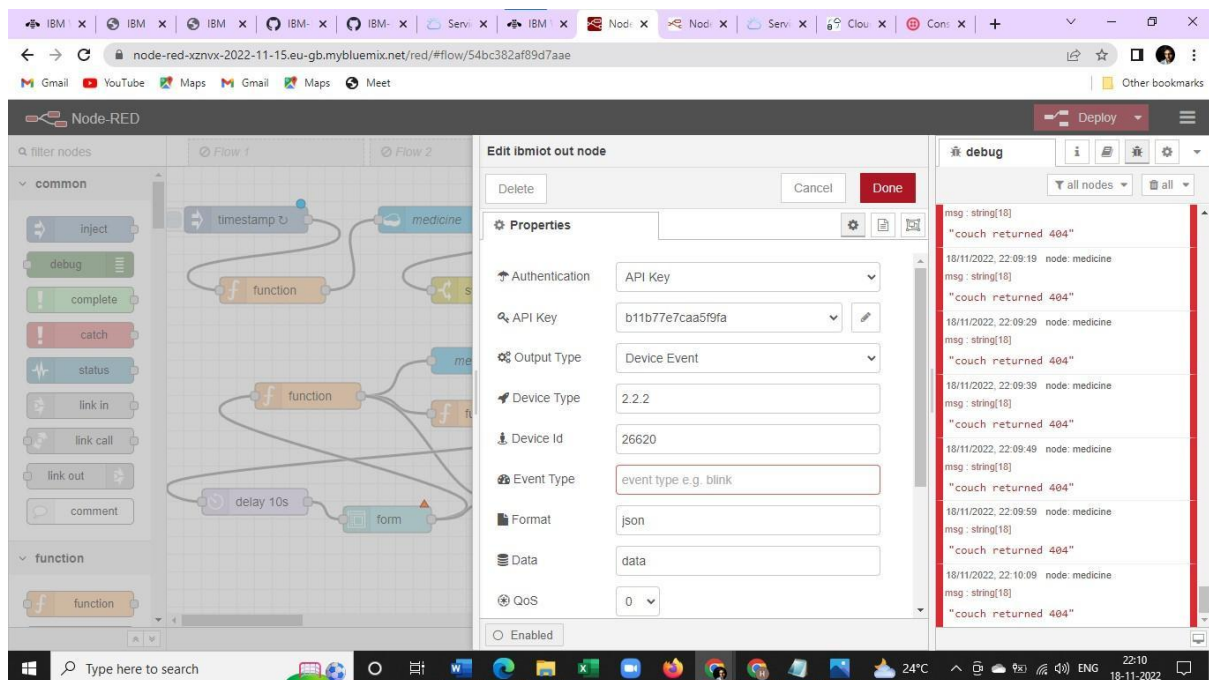 IBM IBM IBM IBM- IBM- Servi IBM Node- Node Servi Clou Cons
node-red-xznvx-2022-11-15.eu-gb.mybluemix.net/red/#flow/54bc382af89d7aae
Gmail YouTube Maps Gmail Maps Meet Other bookmarks
Node-RED Deploy
filter nodes
common
inject
debug
complete
catch
status
link in
link call
link out
comment
function
function
Flow 1 Flow 2
timestamp ↻
medicine
function
s
me
function
fu
delay 10s
form
Edit ibmiot out node
Delete Cancel Done
Properties
Authentication API Key
API Key b11b77e7caa5f9fa
Output Type Device Event
Device Type 2.2.2
Device Id 26620
Event Type event type e.g. blink
Format json
Data data
QoS 0
Enabled
debug i
all nodes all
msg : string[18]
"couch returned 404"
18/11/2022, 22:09:19 node: medicine
msg : string[18]
"couch returned 404"
18/11/2022, 22:09:29 node: medicine
msg : string[18]
"couch returned 404"
18/11/2022, 22:09:39 node: medicine
msg : string[18]
"couch returned 404"
18/11/2022, 22:09:49 node: medicine
msg : string[18]
"couch returned 404"
18/11/2022, 22:09:59 node: medicine
msg : string[18]
"couch returned 404"
18/11/2022, 22:10:09 node: medicine
msg : string[18]
"couch returned 404"
Type here to search
24°C ENG 22:10
18-11-2022